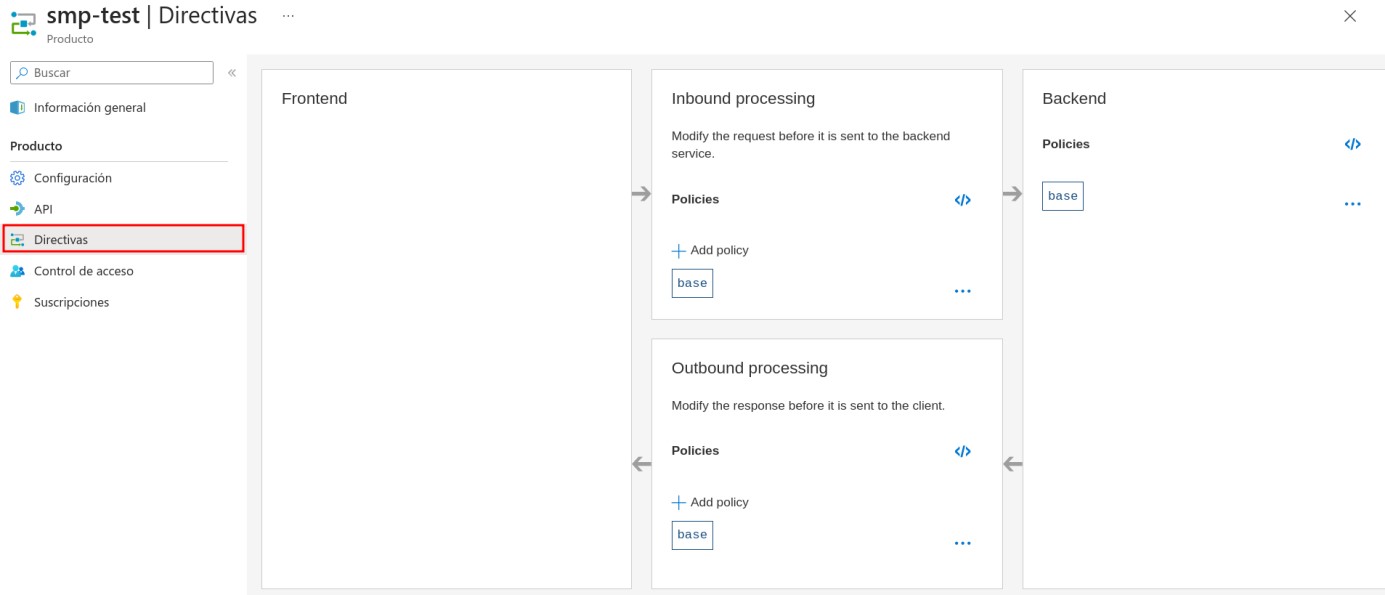 smp-test | Directivas ...
Producto
Buscar
«
Información general
Producto
Configuración
API
Directivas
Control de acceso
Suscripciones
Frontend
Inbound processing
Modify the request before it is sent to the backend
service.
Policies
</>
+ Add policy
base
...
Outbound processing
Modify the response before it is sent to the client.
Policies
</>
+ Add policy
base
...
Backend
Policies
</>
base
...